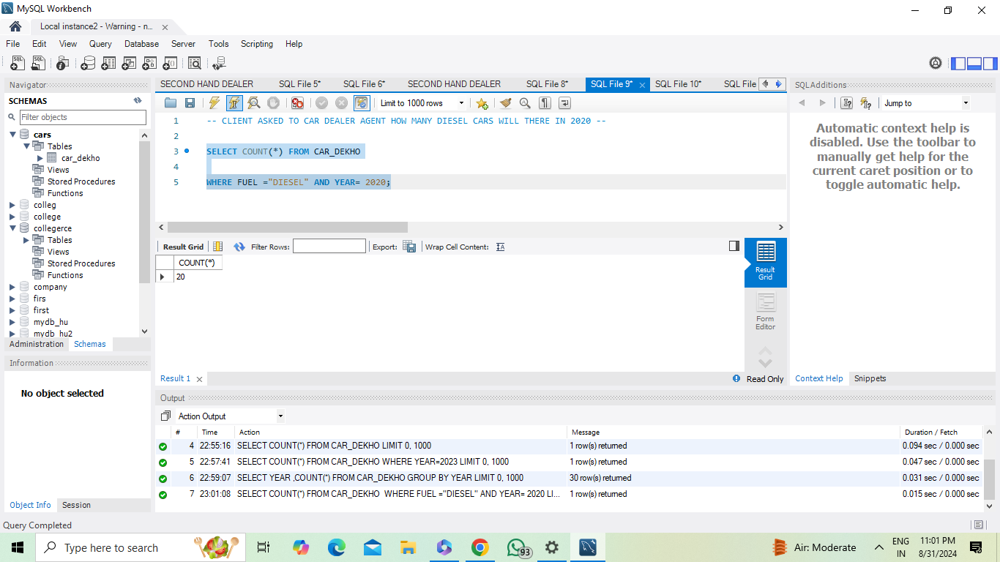 MySQL Workbench
Local instance2 - Warning - n...
File Edit View Query Database Server Tools Scripting Help
Navigator
SCHEMAS
Filter objects
cars
Tables
car_dekho
Views
Stored Procedures
Functions
colleg
college
collegerce
Tables
Views
Stored Procedures
Functions
company
firs
first
mydb_hu
mydb_hu2
Administration Schemas
Information
No object selected
Object Info Session
SECOND HAND DEALER SQL File 5* SQL File 6* SECOND HAND DEALER SQL File 8* SQL File 9* SQL File 10* SQL File
Limit to 1000 rows
1 -- CLIENT ASKED TO CAR DEALER AGENT HOW MANY DIESEL CARS WILL THERE IN 2020 --
2
3 SELECT COUNT(*) FROM CAR_DEKHO
4
5 WHERE FUEL ="DIESEL" AND YEAR= 2020;
Result Grid Filter Rows: Export: Wrap Cell Content:
COUNT(*)
20
Result Grid
Form Editor
Result 1
Read Only
SQLAdditions
Jump to
Automatic context help is
disabled. Use the toolbar to
manually get help for the
current caret position or to
toggle automatic help.
Context Help Snippets
Output
Action Output
# Time Action Message Duration / Fetch
4 22:55:16 SELECT COUNT(*) FROM CAR_DEKHO LIMIT 0, 1000 1 row(s) returned 0.094 sec / 0.000 sec
5 22:57:41 SELECT COUNT(*) FROM CAR_DEKHO WHERE YEAR=2023 LIMIT 0, 1000 1 row(s) returned 0.047 sec / 0.000 sec
6 22:59:07 SELECT YEAR ,COUNT(*) FROM CAR_DEKHO GROUP BY YEAR LIMIT 0, 1000 30 row(s) returned 0.031 sec / 0.000 sec
7 23:01:08 SELECT COUNT(*) FROM CAR_DEKHO  WHERE FUEL ="DIESEL" AND YEAR= 2020 LI... 1 row(s) returned 0.015 sec / 0.000 sec
Query Completed
Type here to search
93
Air: Moderate
ENG
IN
11:01 PM
8/31/2024